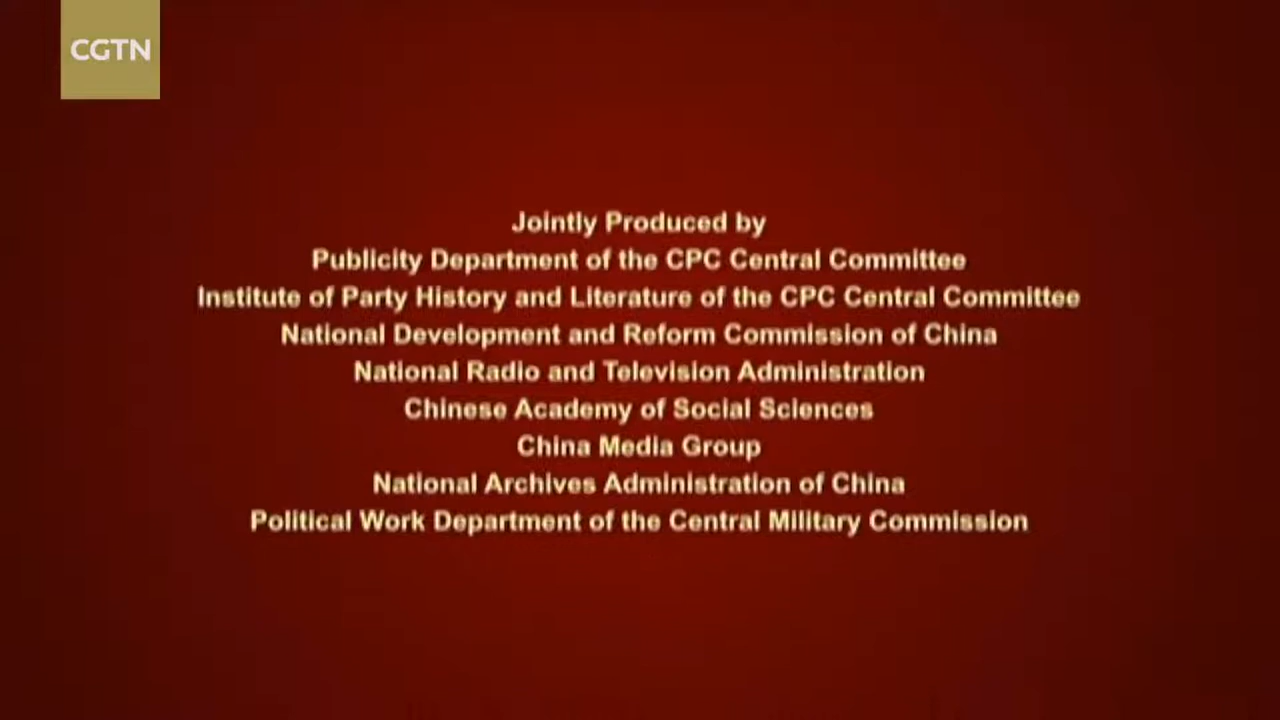 CGTN
Jointly Produced by
Publicity Department of the CPC Central Committee
Institute of Party History and Literature of the CPC Central Committee
National Development and Reform Commission of China
National Radio and Television Administration
Chinese Academy of Social Sciences
China Media Group
National Archives Administration of China
Political Work Department of the Central Military Commission